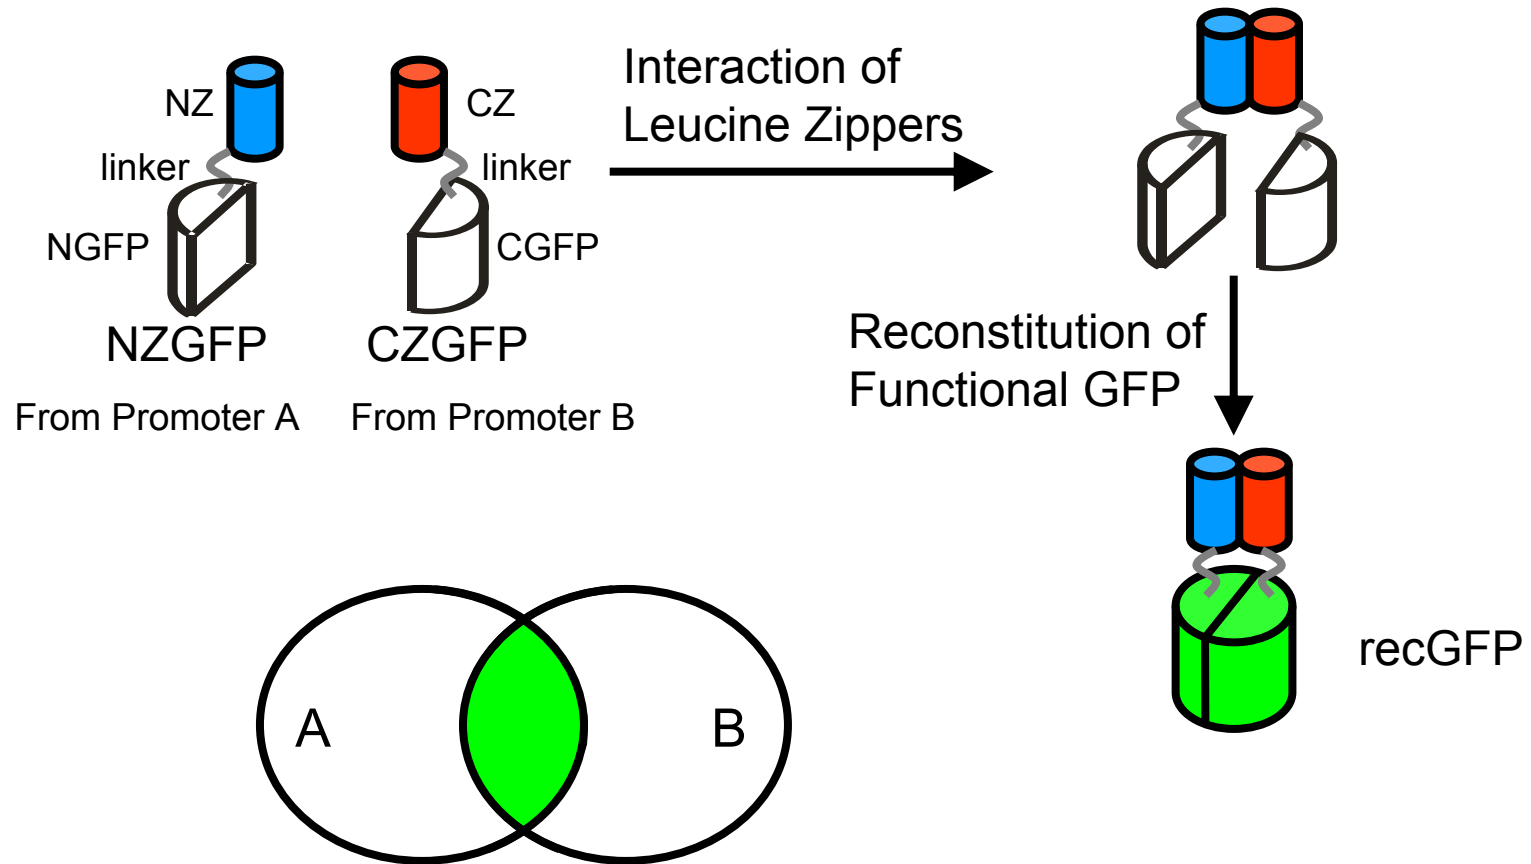 NZ
CZ
linker
linker
NGFP
CGFP
NZGFP
CZGFP
From Promoter A
From Promoter B
Interaction of
Leucine Zippers
Reconstitution of
Functional GFP
recGFP
A
B